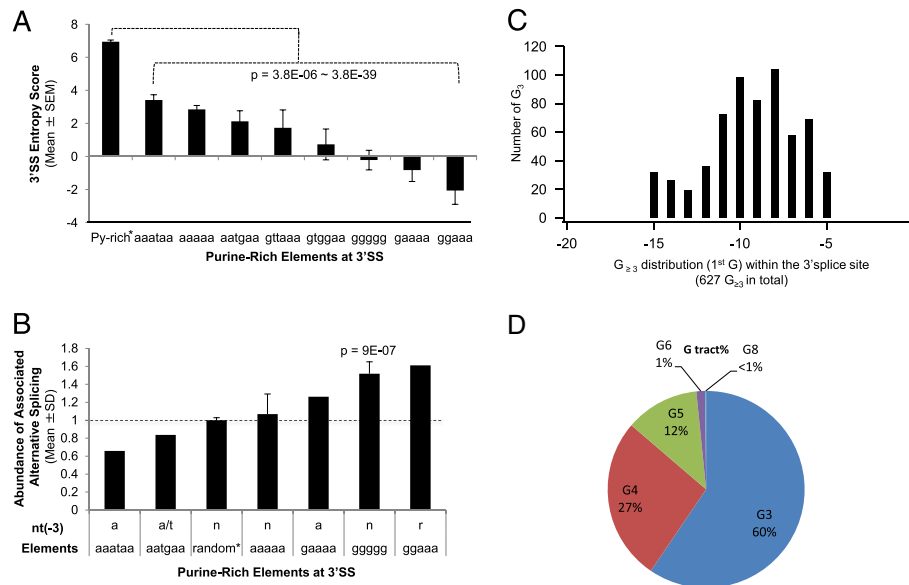 A
3'SS Entropy Score
(Mean ± SEM)
8
6
4
2
0
-2
-4
p = 3.8E-06 ~ 3.8E-39
Py-rich* aaataa aaaaa aatgaa gttaaa gtggaa ggggg gaaaa ggaaa
Purine-Rich Elements at 3'SS
B
Abundance of Associated
Alternative Splicing
(Mean ±SD)
1.8
1.6
1.4
1.2
1
0.8
0.6
0.4
0.2
0
p = 9E-07
nt(-3) a a/t n n a n r
Elements aaataa aatgaa random* aaaaa gaaaa ggggg ggaaa
Purine-Rich Elements at 3'SS
C
Number of G3
120
100
80
60
40
20
0
-20 -15 -10 -5
G≥3 distribution (1st G) within the 3'splice site
(627 G≥3 in total)
D
G tract%
G6
1%
G8
<1%
G5
12%
G4
27%
G3
60%